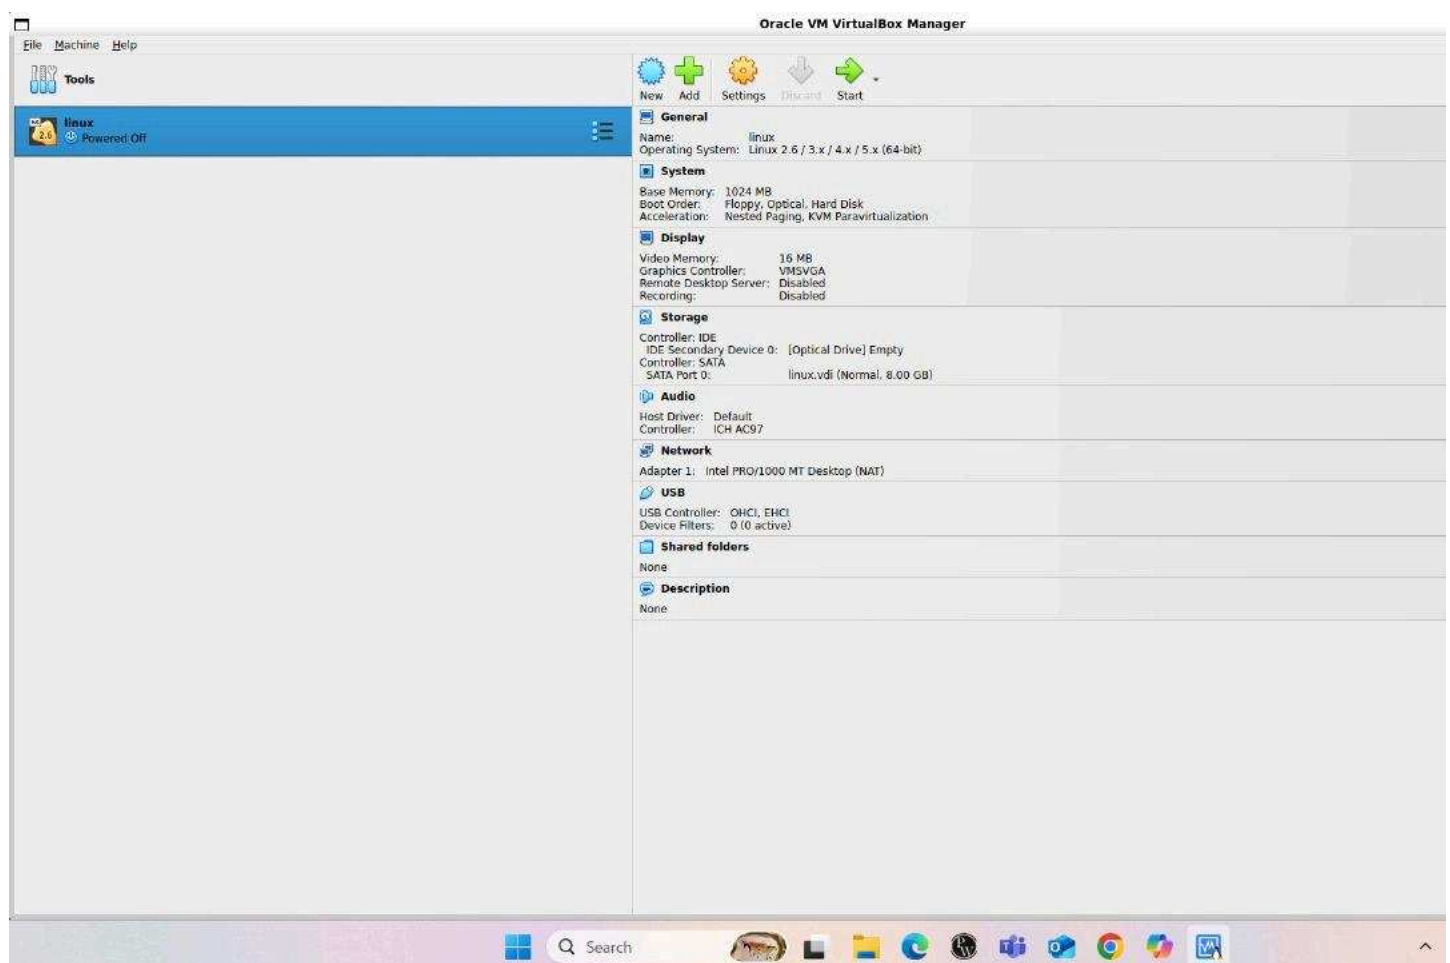 Oracle VM VirtualBox Manager
File Machine Help
Tools
New Add Settings Discard Start
linux
Powered Off
2.6
General
Name: linux
Operating System: Linux 2.6 / 3.x / 4.x / 5.x (64-bit)
System
Base Memory: 1024 MB
Boot Order: Floppy, Optical, Hard Disk
Acceleration: Nested Paging, KVM Paravirtualization
Display
Video Memory: 16 MB
Graphics Controller: VMSVGA
Remote Desktop Server: Disabled
Recording: Disabled
Storage
Controller: IDE
IDE Secondary Device 0: [Optical Drive] Empty
Controller: SATA
SATA Port 0: linux.vdi (Normal, 8.00 GB)
Audio
Host Driver: Default
Controller: ICH AC97
Network
Adapter 1: Intel PRO/1000 MT Desktop (NAT)
USB
USB Controller: OHCI, EHCI
Device Filters: 0 (0 active)
Shared folders
None
Description
None
Search